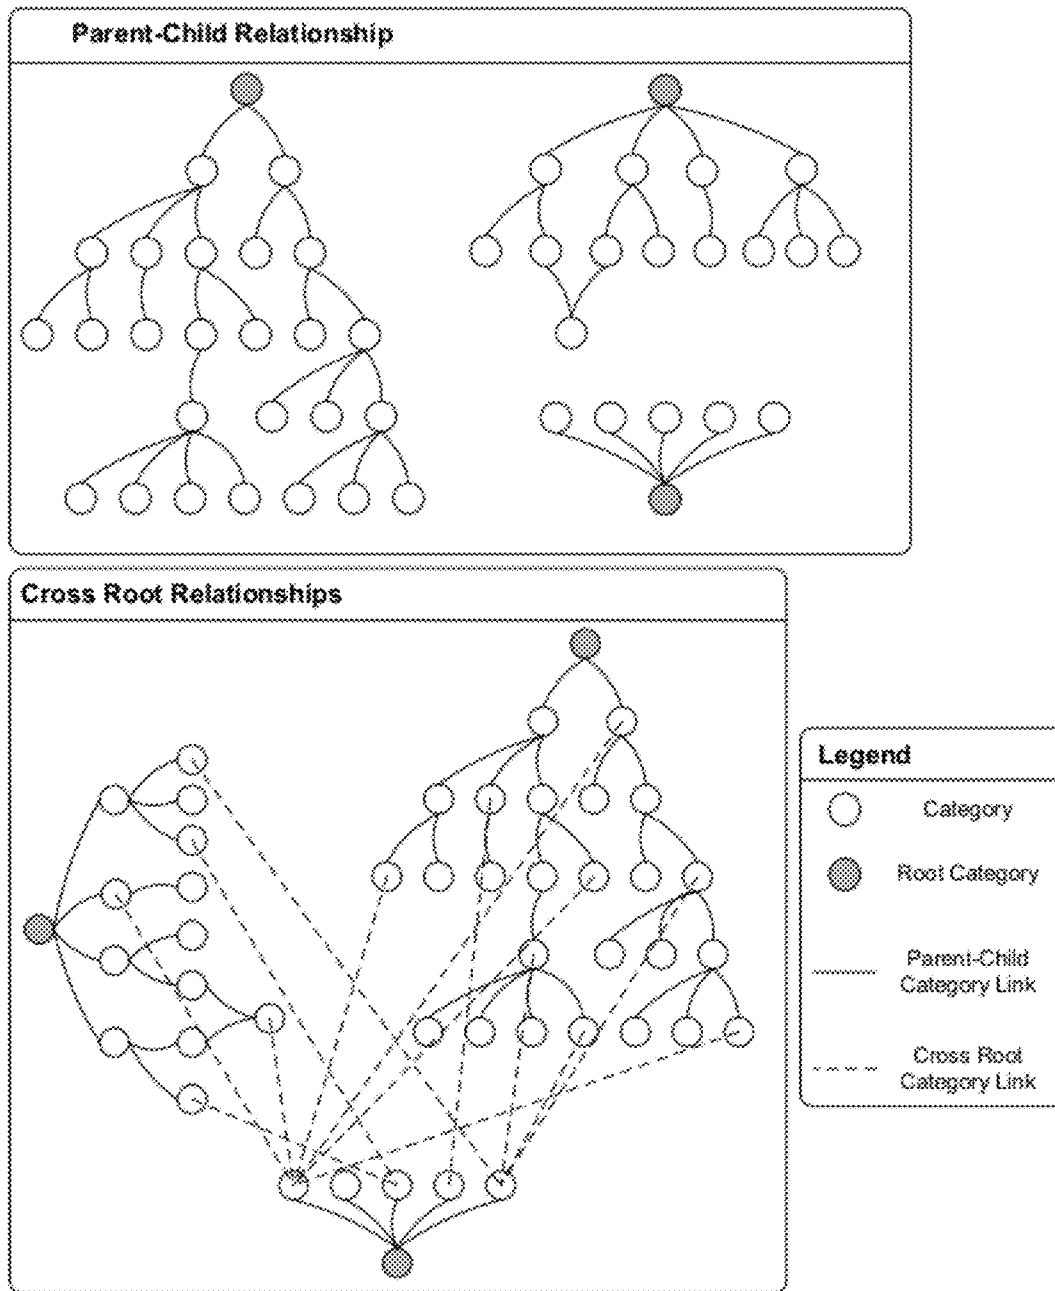 Parent-Child Relationship
Cross Root Relationships
Legend
Category
Root Category
Parent-Child
Category Link
Cross Root
Category Link